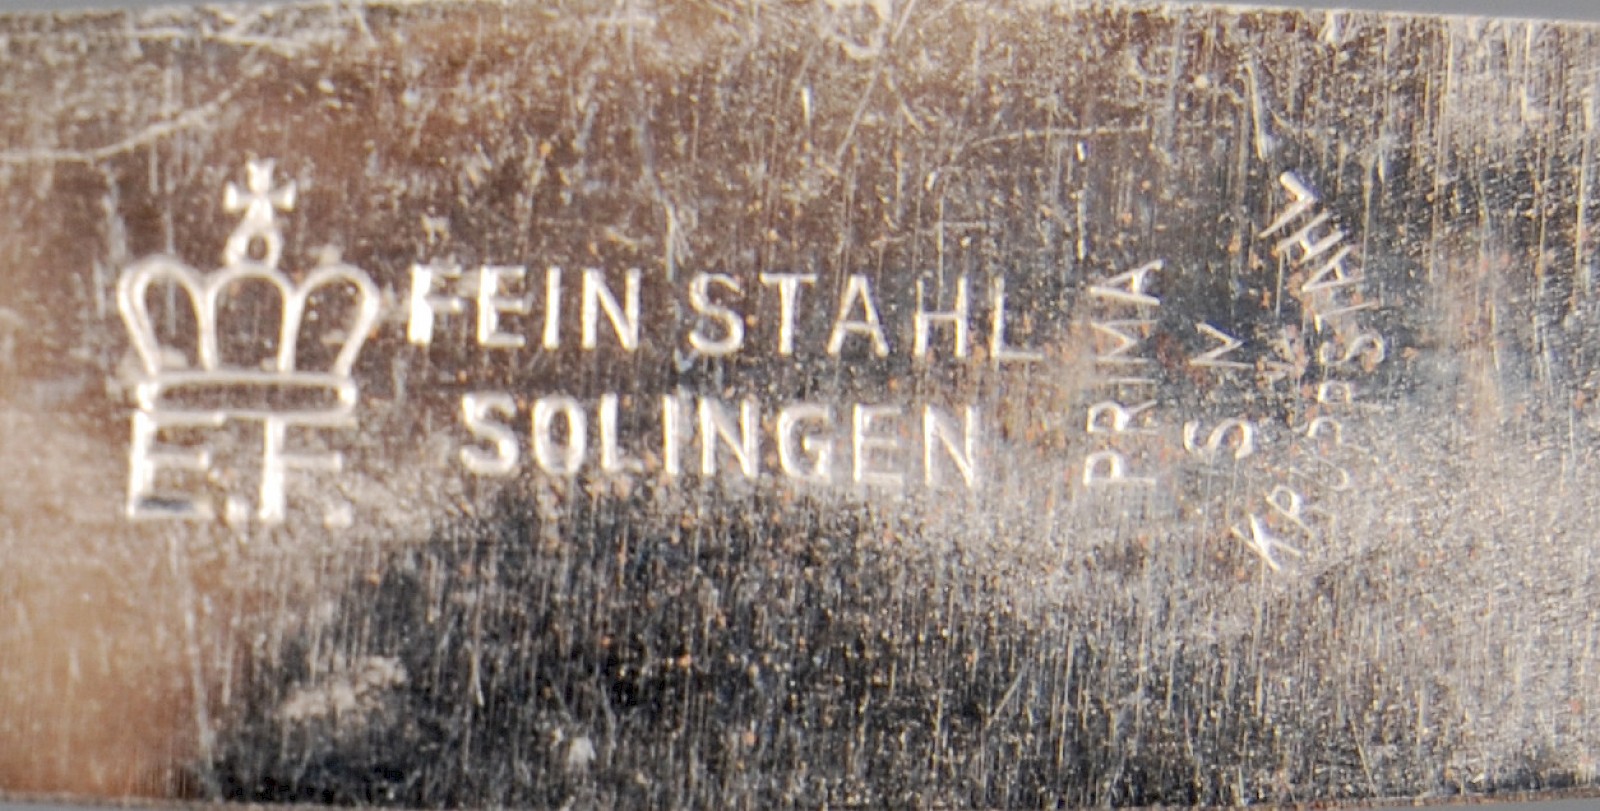 FEIN STAHL
SOLINGEN
E.F.
PRIMA
S M
KRUPPSTAHL